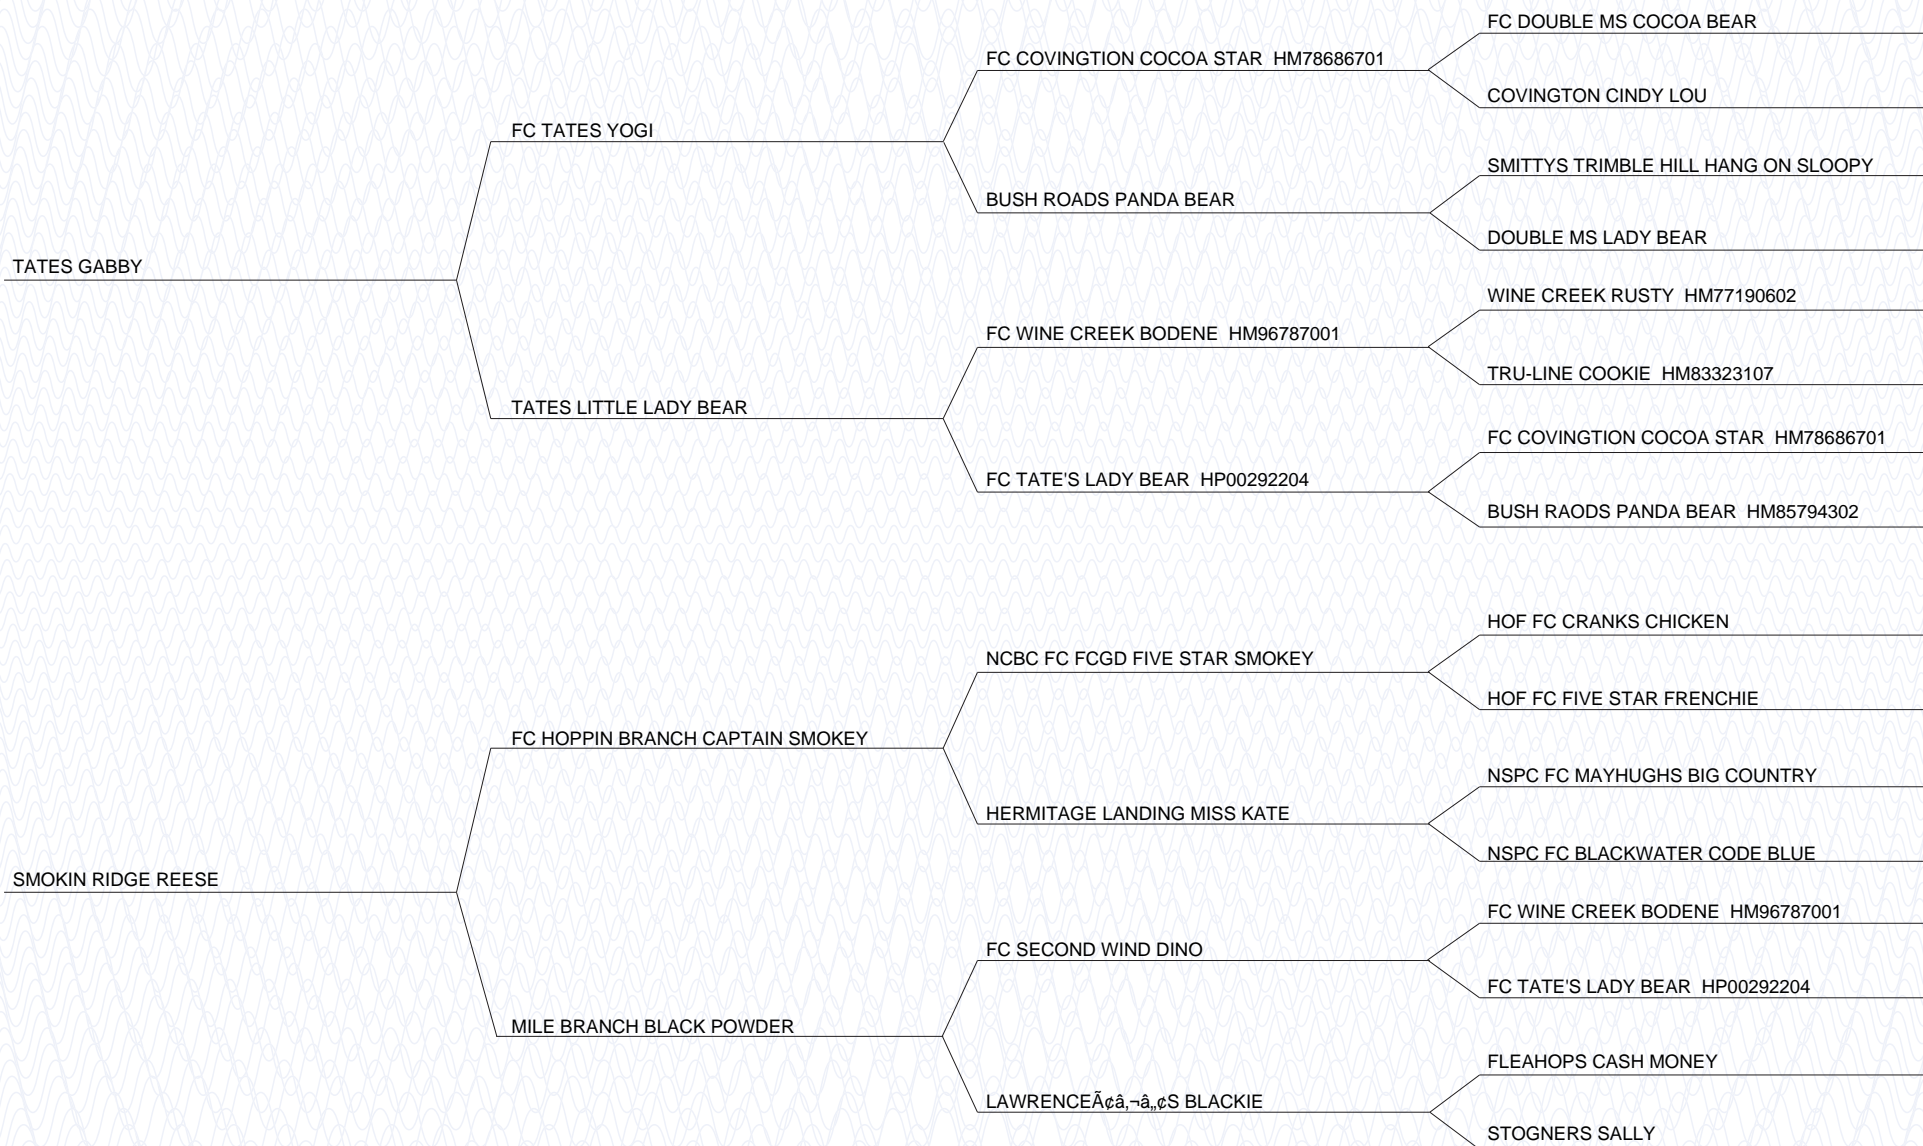 FC DOUBLE MS COCOA BEAR
FC COVINGTION COCOA STAR HM78686701
COVINGTON CINDY LOU
FC TATES YOGI
SMITTYS TRIMBLE HILL HANG ON SLOOPY
BUSH ROADS PANDA BEAR
DOUBLE MS LADY BEAR
TATES GABBY
WINE CREEK RUSTY HM77190602
FC WINE CREEK BODENE HM96787001
TRU-LINE COOKIE HM83323107
TATES LITTLE LADY BEAR
FC COVINGTION COCOA STAR HM78686701
FC TATE'S LADY BEAR HP00292204
BUSH RAODS PANDA BEAR HM85794302
HOF FC CRANKS CHICKEN
NCBC FC FCGD FIVE STAR SMOKEY
HOF FC FIVE STAR FRENCHIE
FC HOPPIN BRANCH CAPTAIN SMOKEY
NSPC FC MAYHUGHS BIG COUNTRY
HERMITAGE LANDING MISS KATE
NSPC FC BLACKWATER CODE BLUE
SMOKIN RIDGE REESE
FC WINE CREEK BODENE HM96787001
FC SECOND WIND DINO
FC TATE'S LADY BEAR HP00292204
MILE BRANCH BLACK POWDER
FLEAHOPS CASH MONEY
LAWRENCEÃ¢â‚¬â„¢S BLACKIE
STOGNERS SALLY